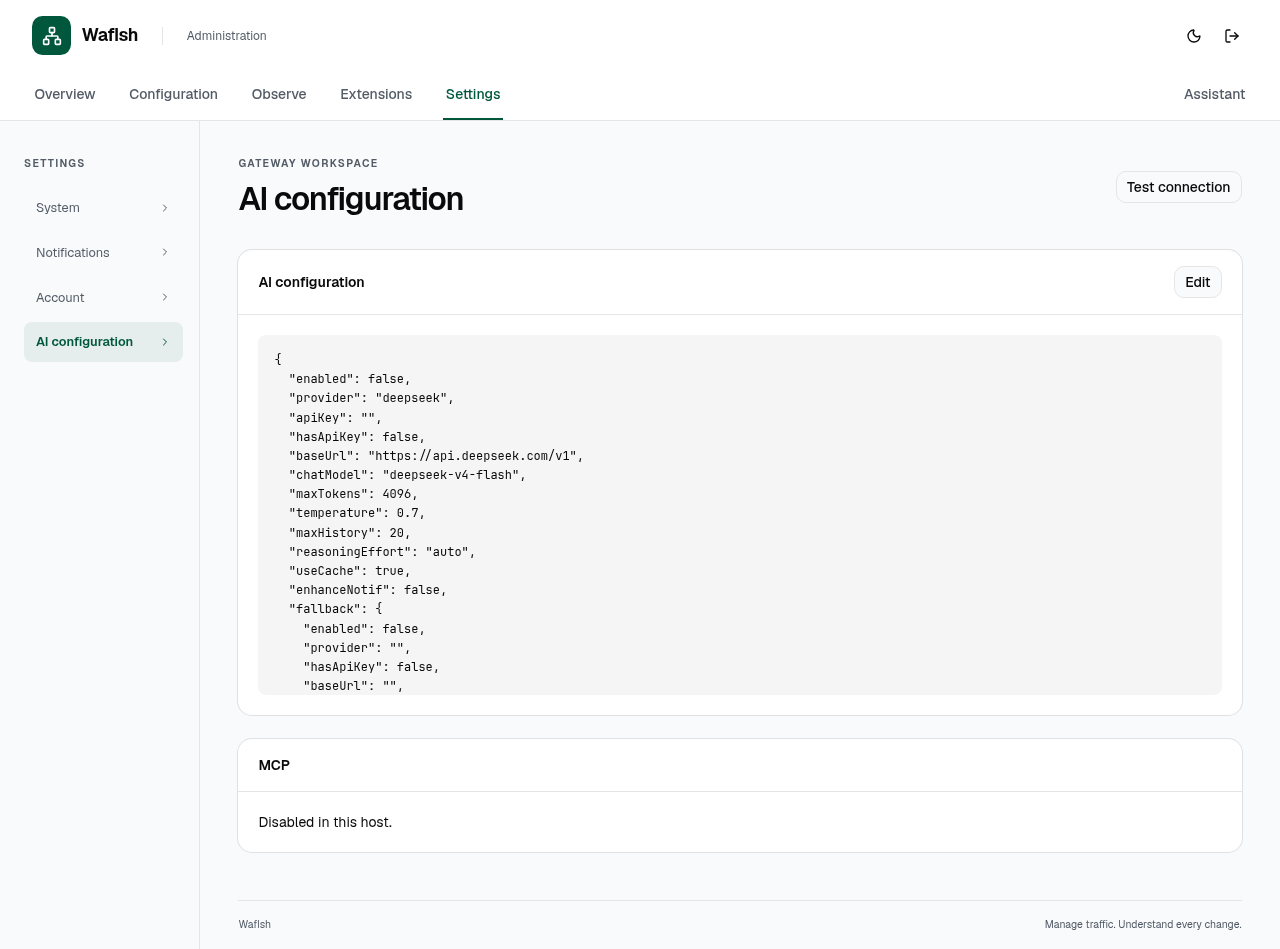 Waflsh
Administration
Overview
Configuration
Observe
Extensions
Settings
Assistant
SETTINGS
System
Notifications
Account
AI configuration
GATEWAY WORKSPACE
AI configuration
Test connection
AI configuration
Edit
{
  "enabled": false,
  "provider": "deepseek",
  "apiKey": "",
  "hasApiKey": false,
  "baseUrl": "https://api.deepseek.com/v1",
  "chatModel": "deepseek-v4-flash",
  "maxTokens": 4096,
  "temperature": 0.7,
  "maxHistory": 20,
  "reasoningEffort": "auto",
  "useCache": true,
  "enhanceNotif": false,
  "fallback": {
    "enabled": false,
    "provider": "",
    "hasApiKey": false,
    "baseUrl": "",
MCP
Disabled in this host.
Waflsh
Manage traffic. Understand every change.